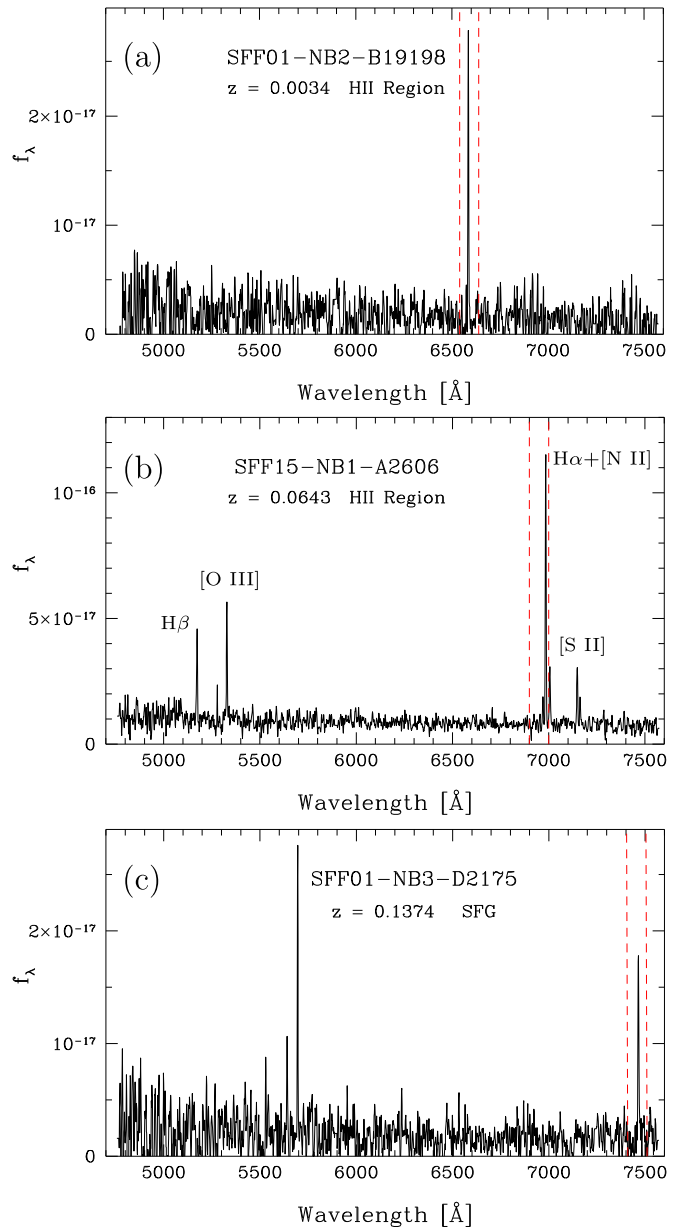 (a)
SFF01-NB2-B19198
z = 0.0034 HII Region
2×10⁻¹⁷
10⁻¹⁷
0
fλ
5000 5500 6000 6500 7000 7500
Wavelength [Å]
(b)
SFF15-NB1-A2606
z = 0.0643 HII Region
Hα+[N II]
10⁻¹⁶
[O III]
Hβ
5×10⁻¹⁷
[S II]
0
fλ
5000 5500 6000 6500 7000 7500
Wavelength [Å]
(c)
SFF01-NB3-D2175
z = 0.1374 SFG
2×10⁻¹⁷
10⁻¹⁷
0
fλ
5000 5500 6000 6500 7000 7500
Wavelength [Å]